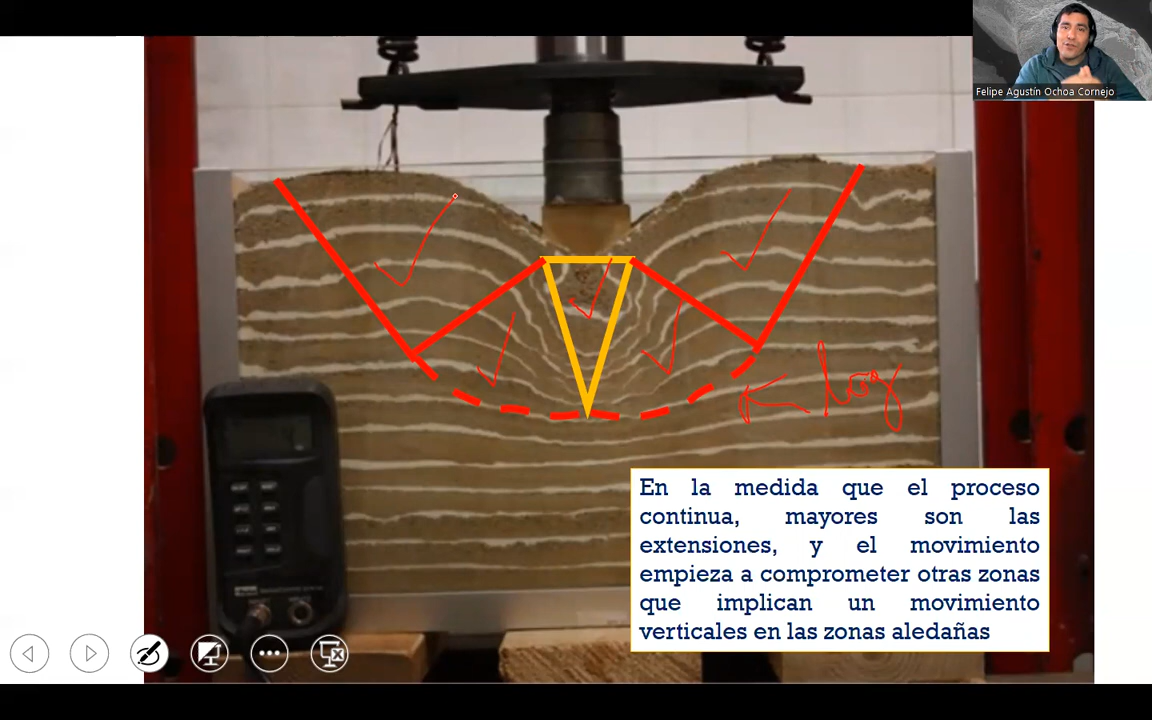 Felipe Agustín Ochoa Cornejo
En la medida que el proceso
continua, mayores son las
extensiones, y el movimiento
empieza a comprometer otras zonas
que implican un movimiento
verticales en las zonas aledañas